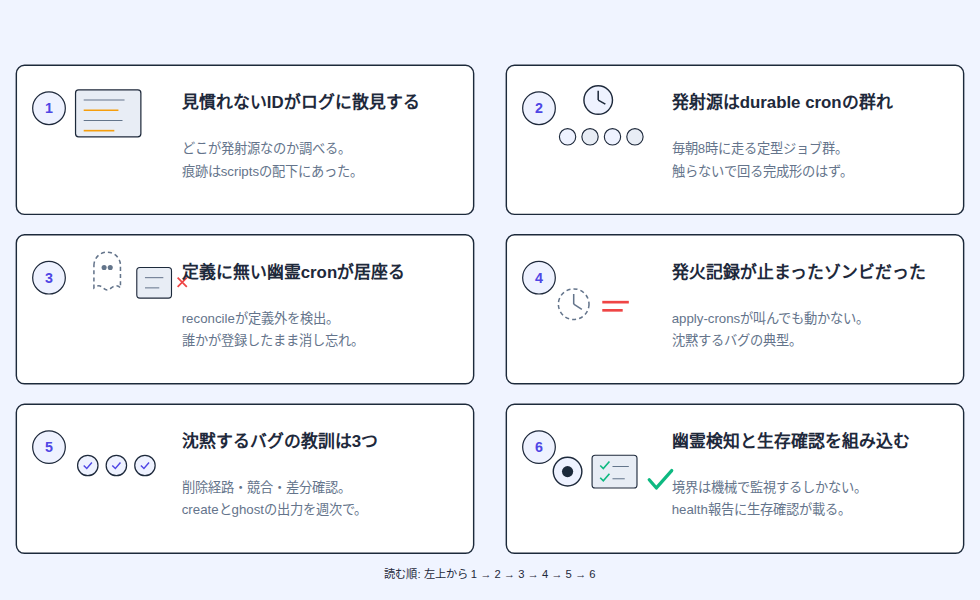 1
見慣れないIDがログに散見する
どこが発射源なのか調べる。
痕跡はscriptsの配下にあった。
2
発射源はdurable cronの群れ
毎朝8時に走る定型ジョブ群。
触らないで回る完成形のはず。
3
定義に無い幽霊cronが居座る
reconcileが定義外を検出。
誰かが登録したまま消し忘れ。
4
発火記録が止まったゾンビだった
apply-cronsが叫んでも動かない。
沈黙するバグの典型。
5
沈黙するバグの教訓は3つ
削除経路・競合・差分確認。
createとghostの出力を週次で。
6
幽霊検知と生存確認を組み込む
境界は機械で監視するしかない。
health報告に生存確認が載る。
読む順: 左上から 1 → 2 → 3 → 4 → 5 → 6